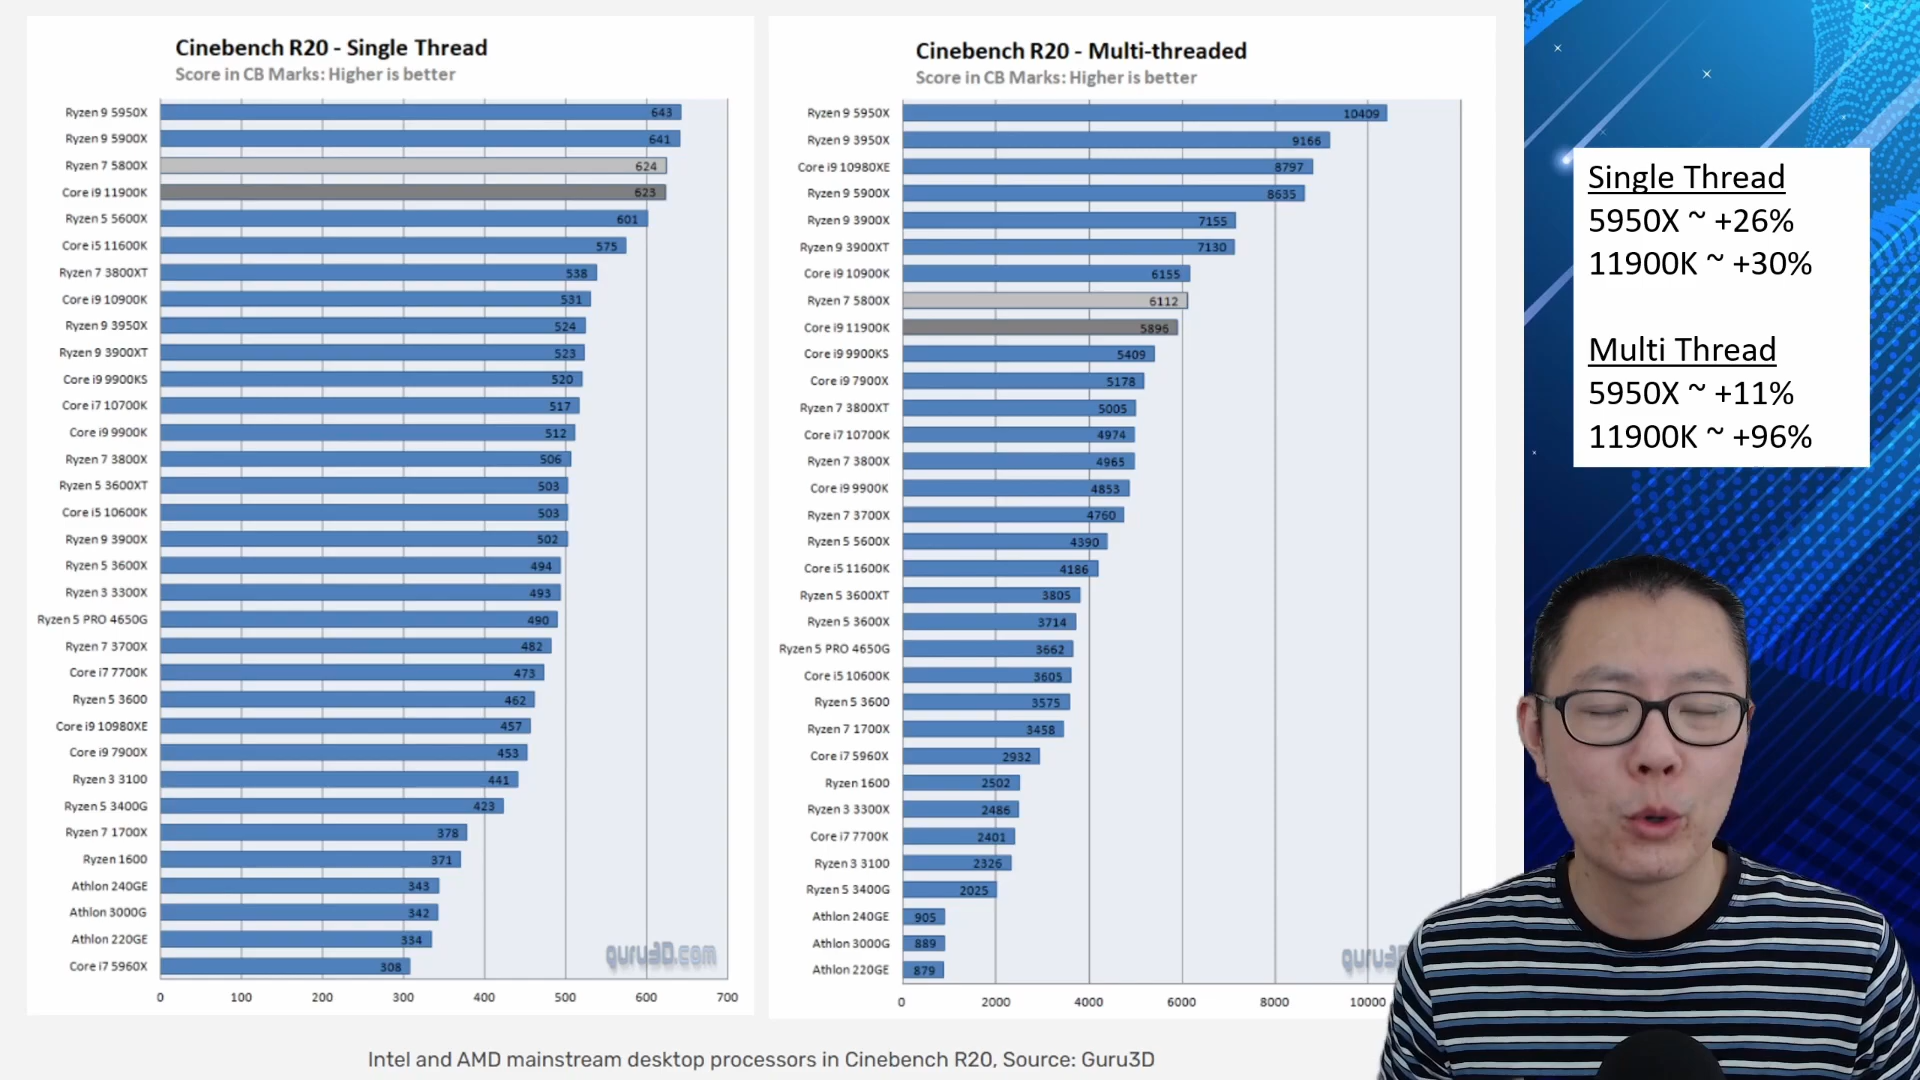 Cinebench R20 - Single Thread
Score in CB Marks: Higher is better
Ryzen 9 5950X 643
Ryzen 9 5900X 641
Ryzen 7 5800X 624
Core i9 11900K 623
Ryzen 5 5600X 601
Core i5 11600K 575
Ryzen 7 3800XT 538
Core i9 10900K 531
Ryzen 9 3950X 524
Ryzen 9 3900XT 523
Core i9 9900KS 520
Core i7 10700K 517
Core i9 9900K 512
Ryzen 7 3800X 506
Ryzen 5 3600XT 503
Core i5 10600K 503
Ryzen 9 3900X 502
Ryzen 5 3600X 494
Ryzen 3 3300X 493
Ryzen 5 PRO 4650G 490
Ryzen 7 3700X 482
Core i7 7700K 473
Ryzen 5 3600 462
Core i9 10980XE 457
Core i9 7900X 453
Ryzen 3 3100 441
Ryzen 5 3400G 423
Ryzen 7 1700X 378
Ryzen 1600 371
Athlon 240GE 343
Athlon 3000G 342
Athlon 220GE 334
Core i7 5960X 308
guru3D.com
0 100 200 300 400 500 600 700
Cinebench R20 - Multi-threaded
Score in CB Marks: Higher is better
Ryzen 9 5950X 10409
Ryzen 9 3950X 9166
Core i9 10980XE 8797
Ryzen 9 5900X 8635
Ryzen 9 3900X 7155
Ryzen 9 3900XT 7130
Core i9 10900K 6155
Ryzen 7 5800X 6112
Core i9 11900K 5896
Core i9 9900KS 5409
Core i9 7900X 5178
Ryzen 7 3800XT 5005
Core i7 10700K 4974
Ryzen 7 3800X 4965
Core i9 9900K 4853
Ryzen 7 3700X 4760
Ryzen 5 5600X 4390
Core i5 11600K 4186
Ryzen 5 3600XT 3805
Ryzen 5 3600X 3714
Ryzen 5 PRO 4650G 3662
Core i5 10600K 3605
Ryzen 5 3600 3575
Ryzen 7 1700X 3458
Core i7 5960X 2932
Ryzen 1600 2502
Ryzen 3 3300X 2486
Core i7 7700K 2401
Ryzen 3 3100 2326
Ryzen 5 3400G 2025
Athlon 240GE 905
Athlon 3000G 889
Athlon 220GE 879
guru3
0 2000 4000 6000 8000 10000
Intel and AMD mainstream desktop processors in Cinebench R20, Source: Guru3D
Single Thread
5950X ~ +26%
11900K ~ +30%
Multi Thread
5950X ~ +11%
11900K ~ +96%